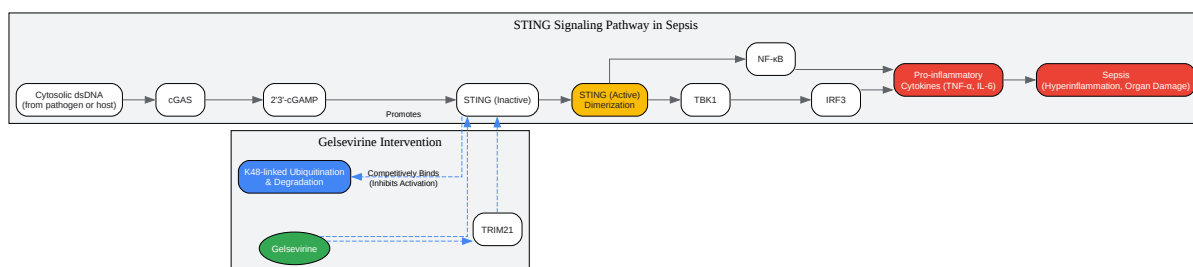 STING Signaling Pathway in Sepsis
NF-κB
Cytosolic dsDNA
(from pathogen or host)
cGAS
2'3'-cGAMP
STING (Inactive)
STING (Active)
Dimerization
TBK1
IRF3
Pro-inflammatory
Cytokines (TNF-α, IL-6)
Sepsis
(Hyperinflammation, Organ Damage)
Promotes
Gelsevirine Intervention
K48-linked Ubiquitination
& Degradation
Competitively Binds
(Inhibits Activation)
TRIM21
Gelsevirine